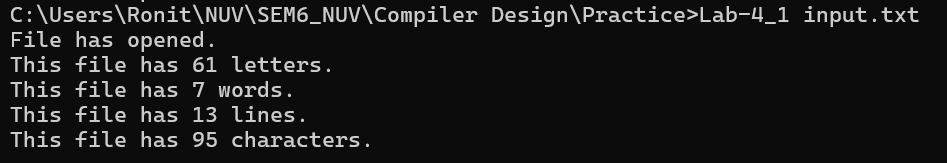 C:\Users\Ronit\NUV\SEM6_NUV\Compiler Design\Practice>Lab-4_1 input.txt
File has opened.
This file has 61 letters.
This file has 7 words.
This file has 13 lines.
This file has 95 characters.